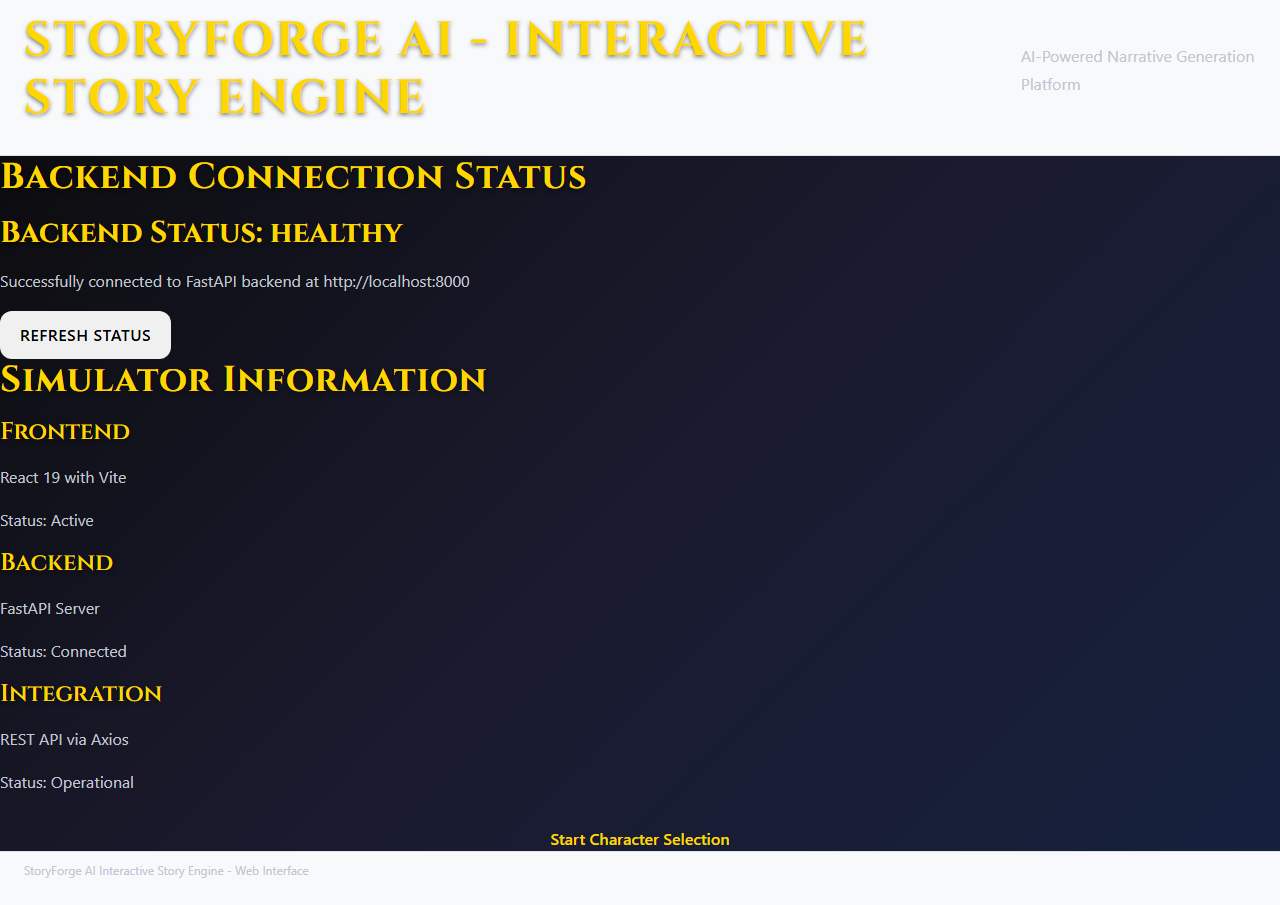 STORYFORGE AI - INTERACTIVE
STORY ENGINE
AI-Powered Narrative Generation
Platform
Backend Connection Status
Backend Status: healthy
Successfully connected to FastAPI backend at http://localhost:8000
REFRESH STATUS
Simulator Information
Frontend
React 19 with Vite
Status: Active
Backend
FastAPI Server
Status: Connected
Integration
REST API via Axios
Status: Operational
Start Character Selection
StoryForge AI Interactive Story Engine - Web Interface